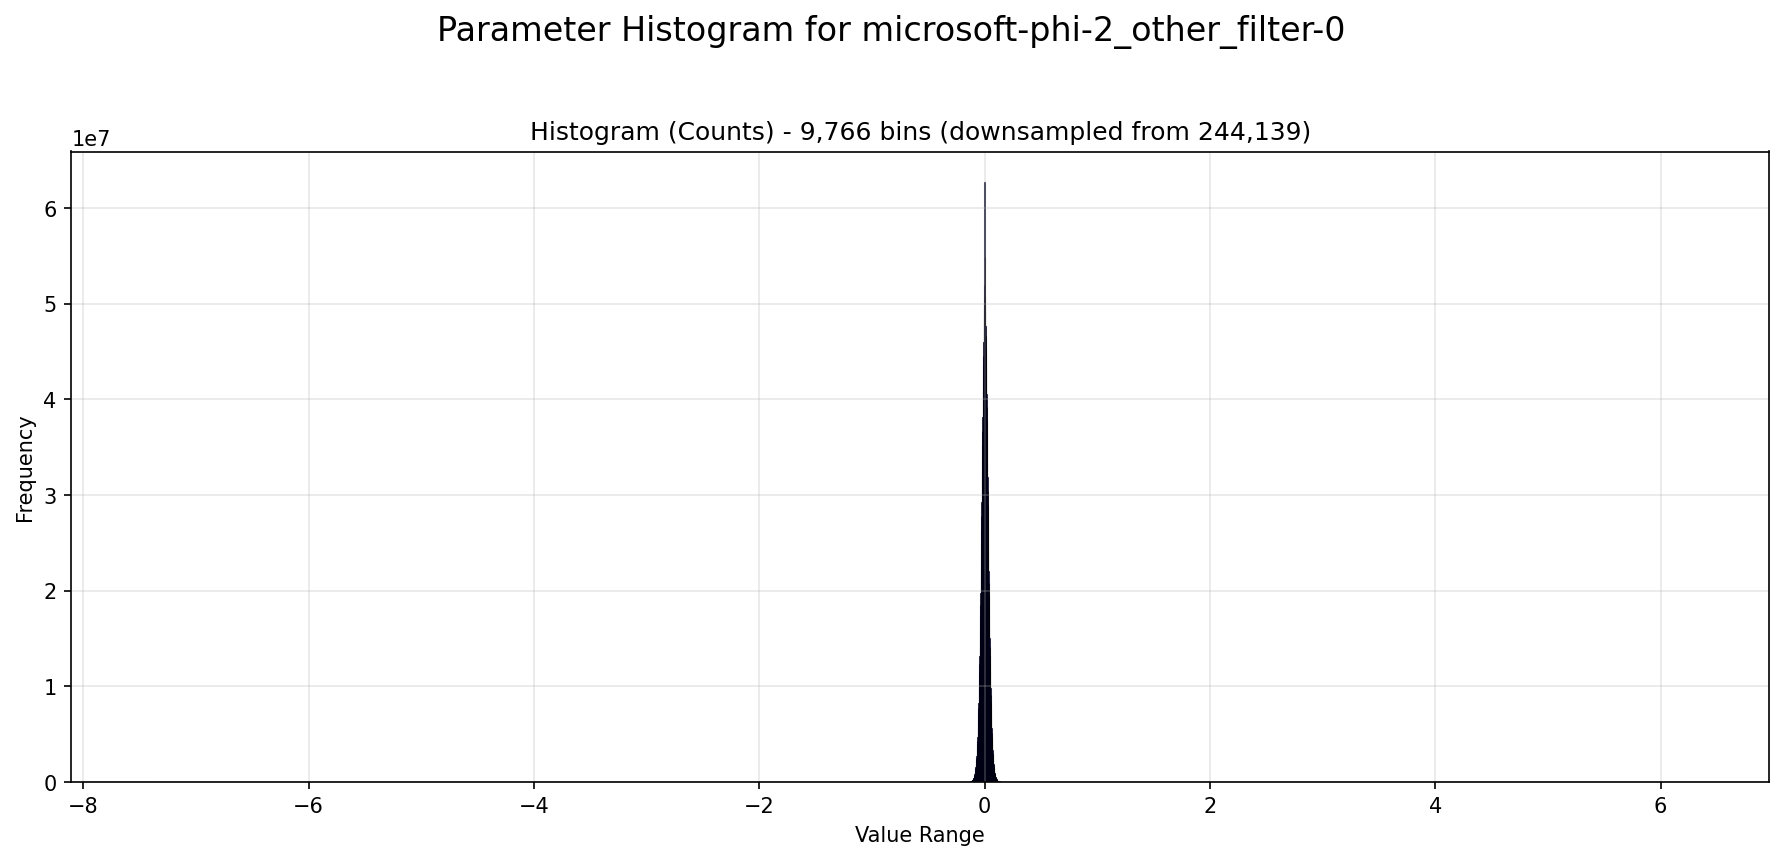 Parameter Histogram for microsoft-phi-2_other_filter-0
Histogram (Counts) - 9,766 bins (downsampled from 244,139)
1e7
6
5
4
3
2
1
0
Frequency
−8 −6 −4 −2 0 2 4 6
Value Range